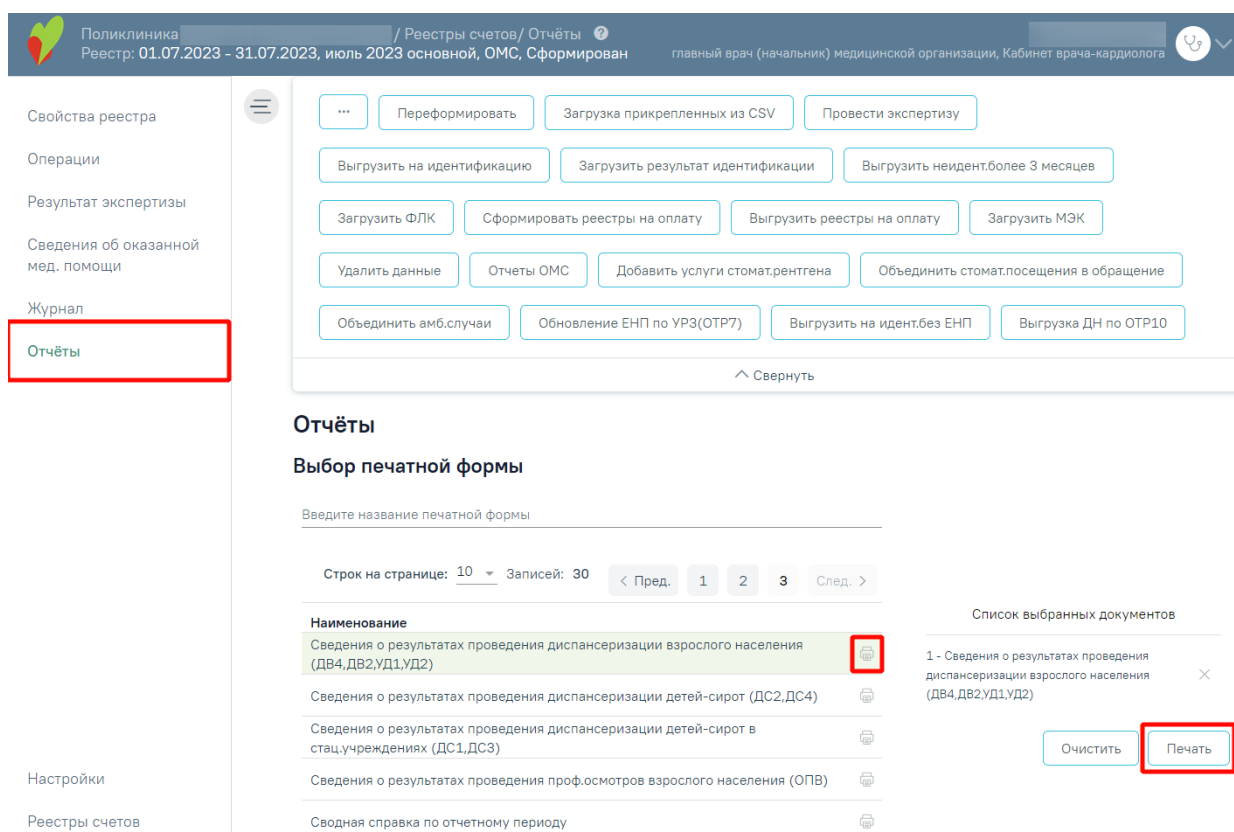 Поликлиника / Реестры счетов/ Отчёты ?
Реестр: 01.07.2023 - 31.07.2023, июль 2023 основной, ОМС, Сформирован
главный врач (начальник) медицинской организации, Кабинет врача-кардиолога
Свойства реестра
Операции
Результат экспертизы
Сведения об оказанной
мед. помощи
Журнал
Отчёты
Настройки
Реестры счетов
... Переформировать Загрузка прикрепленных из CSV Провести экспертизу
Выгрузить на идентификацию Загрузить результат идентификации Выгрузить неидент.более 3 месяцев
Загрузить ФЛК Сформировать реестры на оплату Выгрузить реестры на оплату Загрузить МЭК
Удалить данные Отчеты ОМС Добавить услуги стомат.рентгена Объединить стомат.посещения в обращение
Объединить амб.случаи Обновление ЕНП по УРЗ(ОТР7) Выгрузить на идент.без ЕНП Выгрузка ДН по ОТР10
Свернуть
Отчёты
Выбор печатной формы
Введите название печатной формы
Строк на странице: 10 Записей: 30 < Пред. 1 2 3 След. >
Наименование
Сведения о результатах проведения диспансеризации взрослого населения
(ДВ4,ДВ2,УД1,УД2)
Сведения о результатах проведения диспансеризации детей-сирот (ДС2,ДС4)
Сведения о результатах проведения диспансеризации детей-сирот в
стац.учреждениях (ДС1,ДС3)
Сведения о результатах проведения проф.осмотров взрослого населения (ОПВ)
Сводная справка по отчетному периоду
Список выбранных документов
1 - Сведения о результатах проведения
диспансеризации взрослого населения
(ДВ4,ДВ2,УД1,УД2)
Очистить Печать